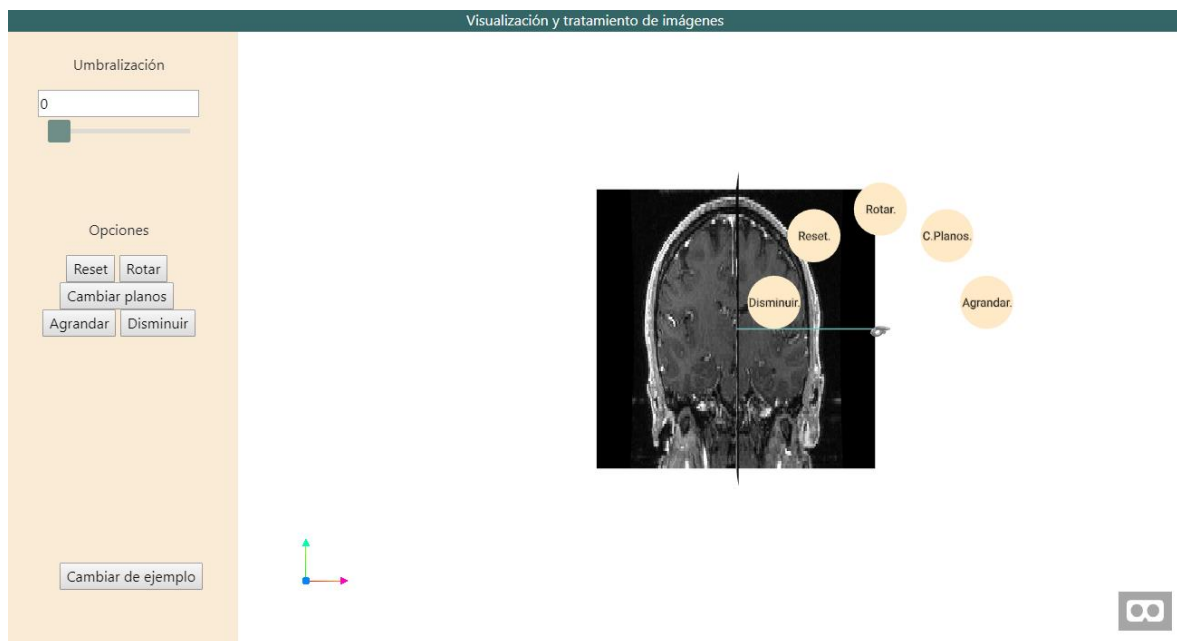 Visualización y tratamiento de imágenes
Umbralización
0
Opciones
Reset Rotar
Cambiar planos
Agrandar Disminuir
Cambiar de ejemplo
Rotar.
Reset.
C.Planos.
Disminuir.
Agrandar.